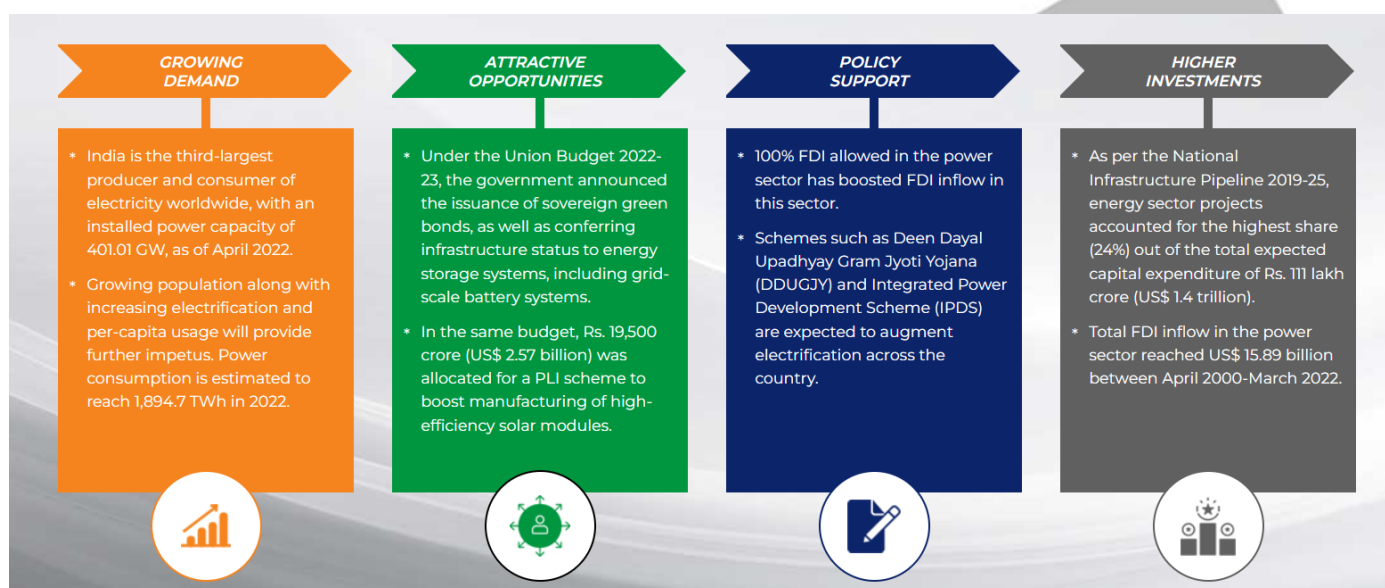 GROWING
DEMAND
* India is the third-largest
producer and consumer of
electricity worldwide, with an
installed power capacity of
401.01 GW, as of April 2022.
* Growing population along with
increasing electrification and
per-capita usage will provide
further impetus. Power
consumption is estimated to
reach 1,894.7 TWh in 2022.
ATTRACTIVE
OPPORTUNITIES
* Under the Union Budget 2022-
23, the government announced
the issuance of sovereign green
bonds, as well as conferring
infrastructure status to energy
storage systems, including grid-
scale battery systems.
* In the same budget, Rs. 19,500
crore (US$ 2.57 billion) was
allocated for a PLI scheme to
boost manufacturing of high-
efficiency solar modules.
POLICY
SUPPORT
* 100% FDI allowed in the power
sector has boosted FDI inflow in
this sector.
* Schemes such as Deen Dayal
Upadhyay Gram Jyoti Yojana
(DDUGJY) and Integrated Power
Development Scheme (IPDS)
are expected to augment
electrification across the
country.
HIGHER
INVESTMENTS
* As per the National
Infrastructure Pipeline 2019-25,
energy sector projects
accounted for the highest share
(24%) out of the total expected
capital expenditure of Rs. 111 lakh
crore (US$ 1.4 trillion).
* Total FDI inflow in the power
sector reached US$ 15.89 billion
between April 2000-March 2022.